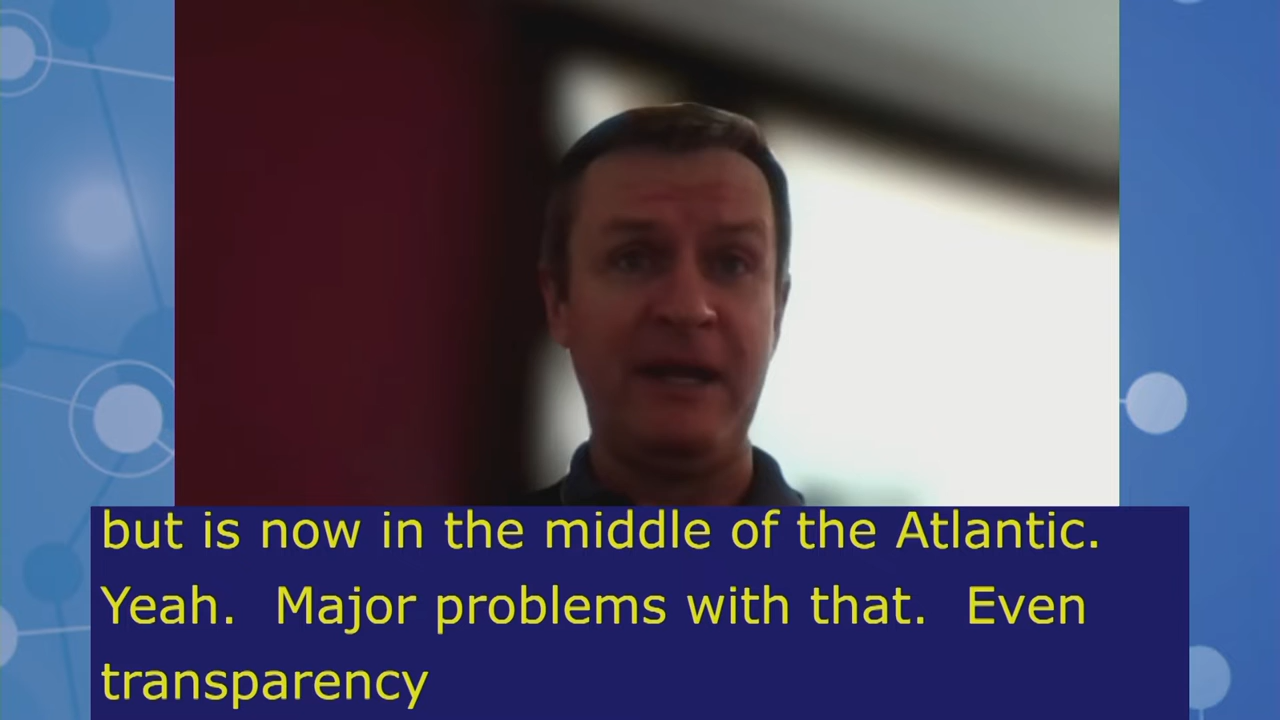 but is now in the middle of the Atlantic.
Yeah.  Major problems with that.  Even
transparency